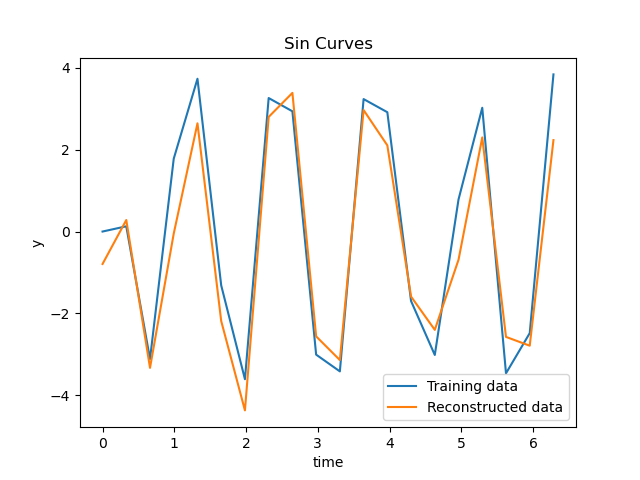 Sin Curves
4
2
0
−2
−4
y
0 1 2 3 4 5 6
time
Training data
Reconstructed data